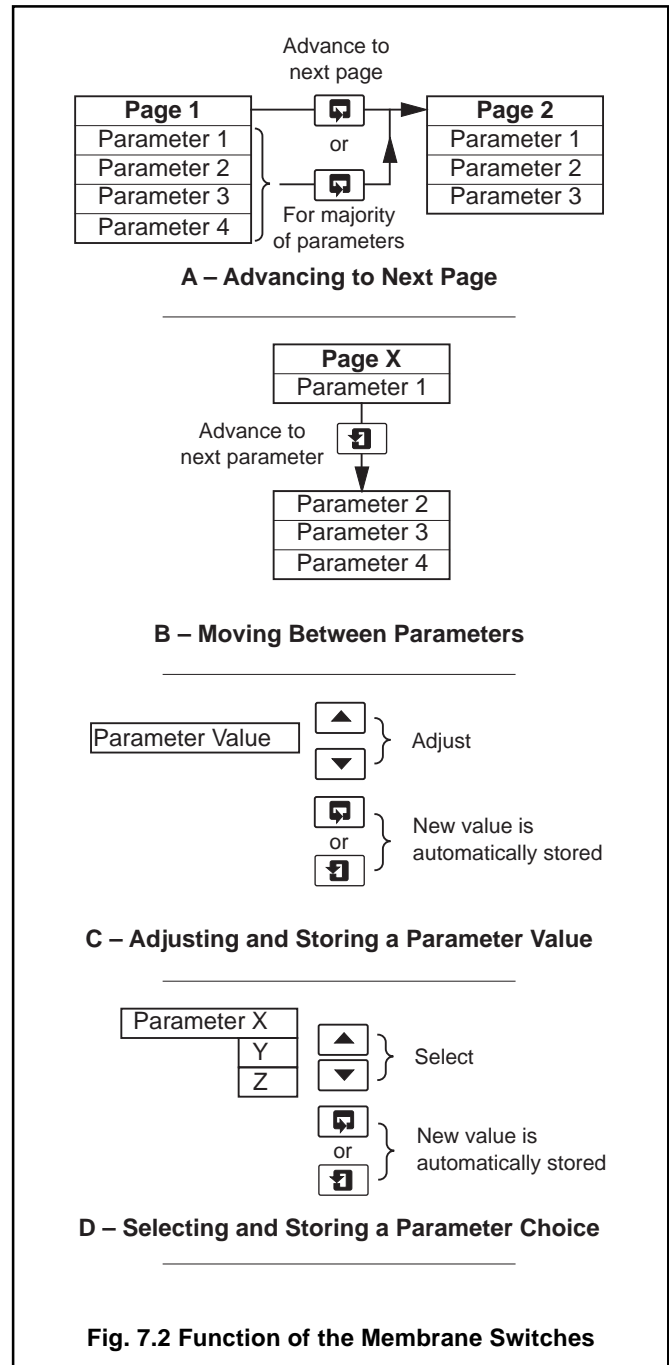 Advance to
next page
Page 1
Parameter 1
Parameter 2
Parameter 3
Parameter 4
or
For majority
of parameters
Page 2
Parameter 1
Parameter 2
Parameter 3
A – Advancing to Next Page
Page X
Parameter 1
Advance to
next parameter
Parameter 2
Parameter 3
Parameter 4
B – Moving Between Parameters
Parameter Value
Adjust
or
New value is
automatically stored
C – Adjusting and Storing a Parameter Value
Parameter X
Y
Z
Select
or
New value is
automatically stored
D – Selecting and Storing a Parameter Choice
Fig. 7.2 Function of the Membrane Switches